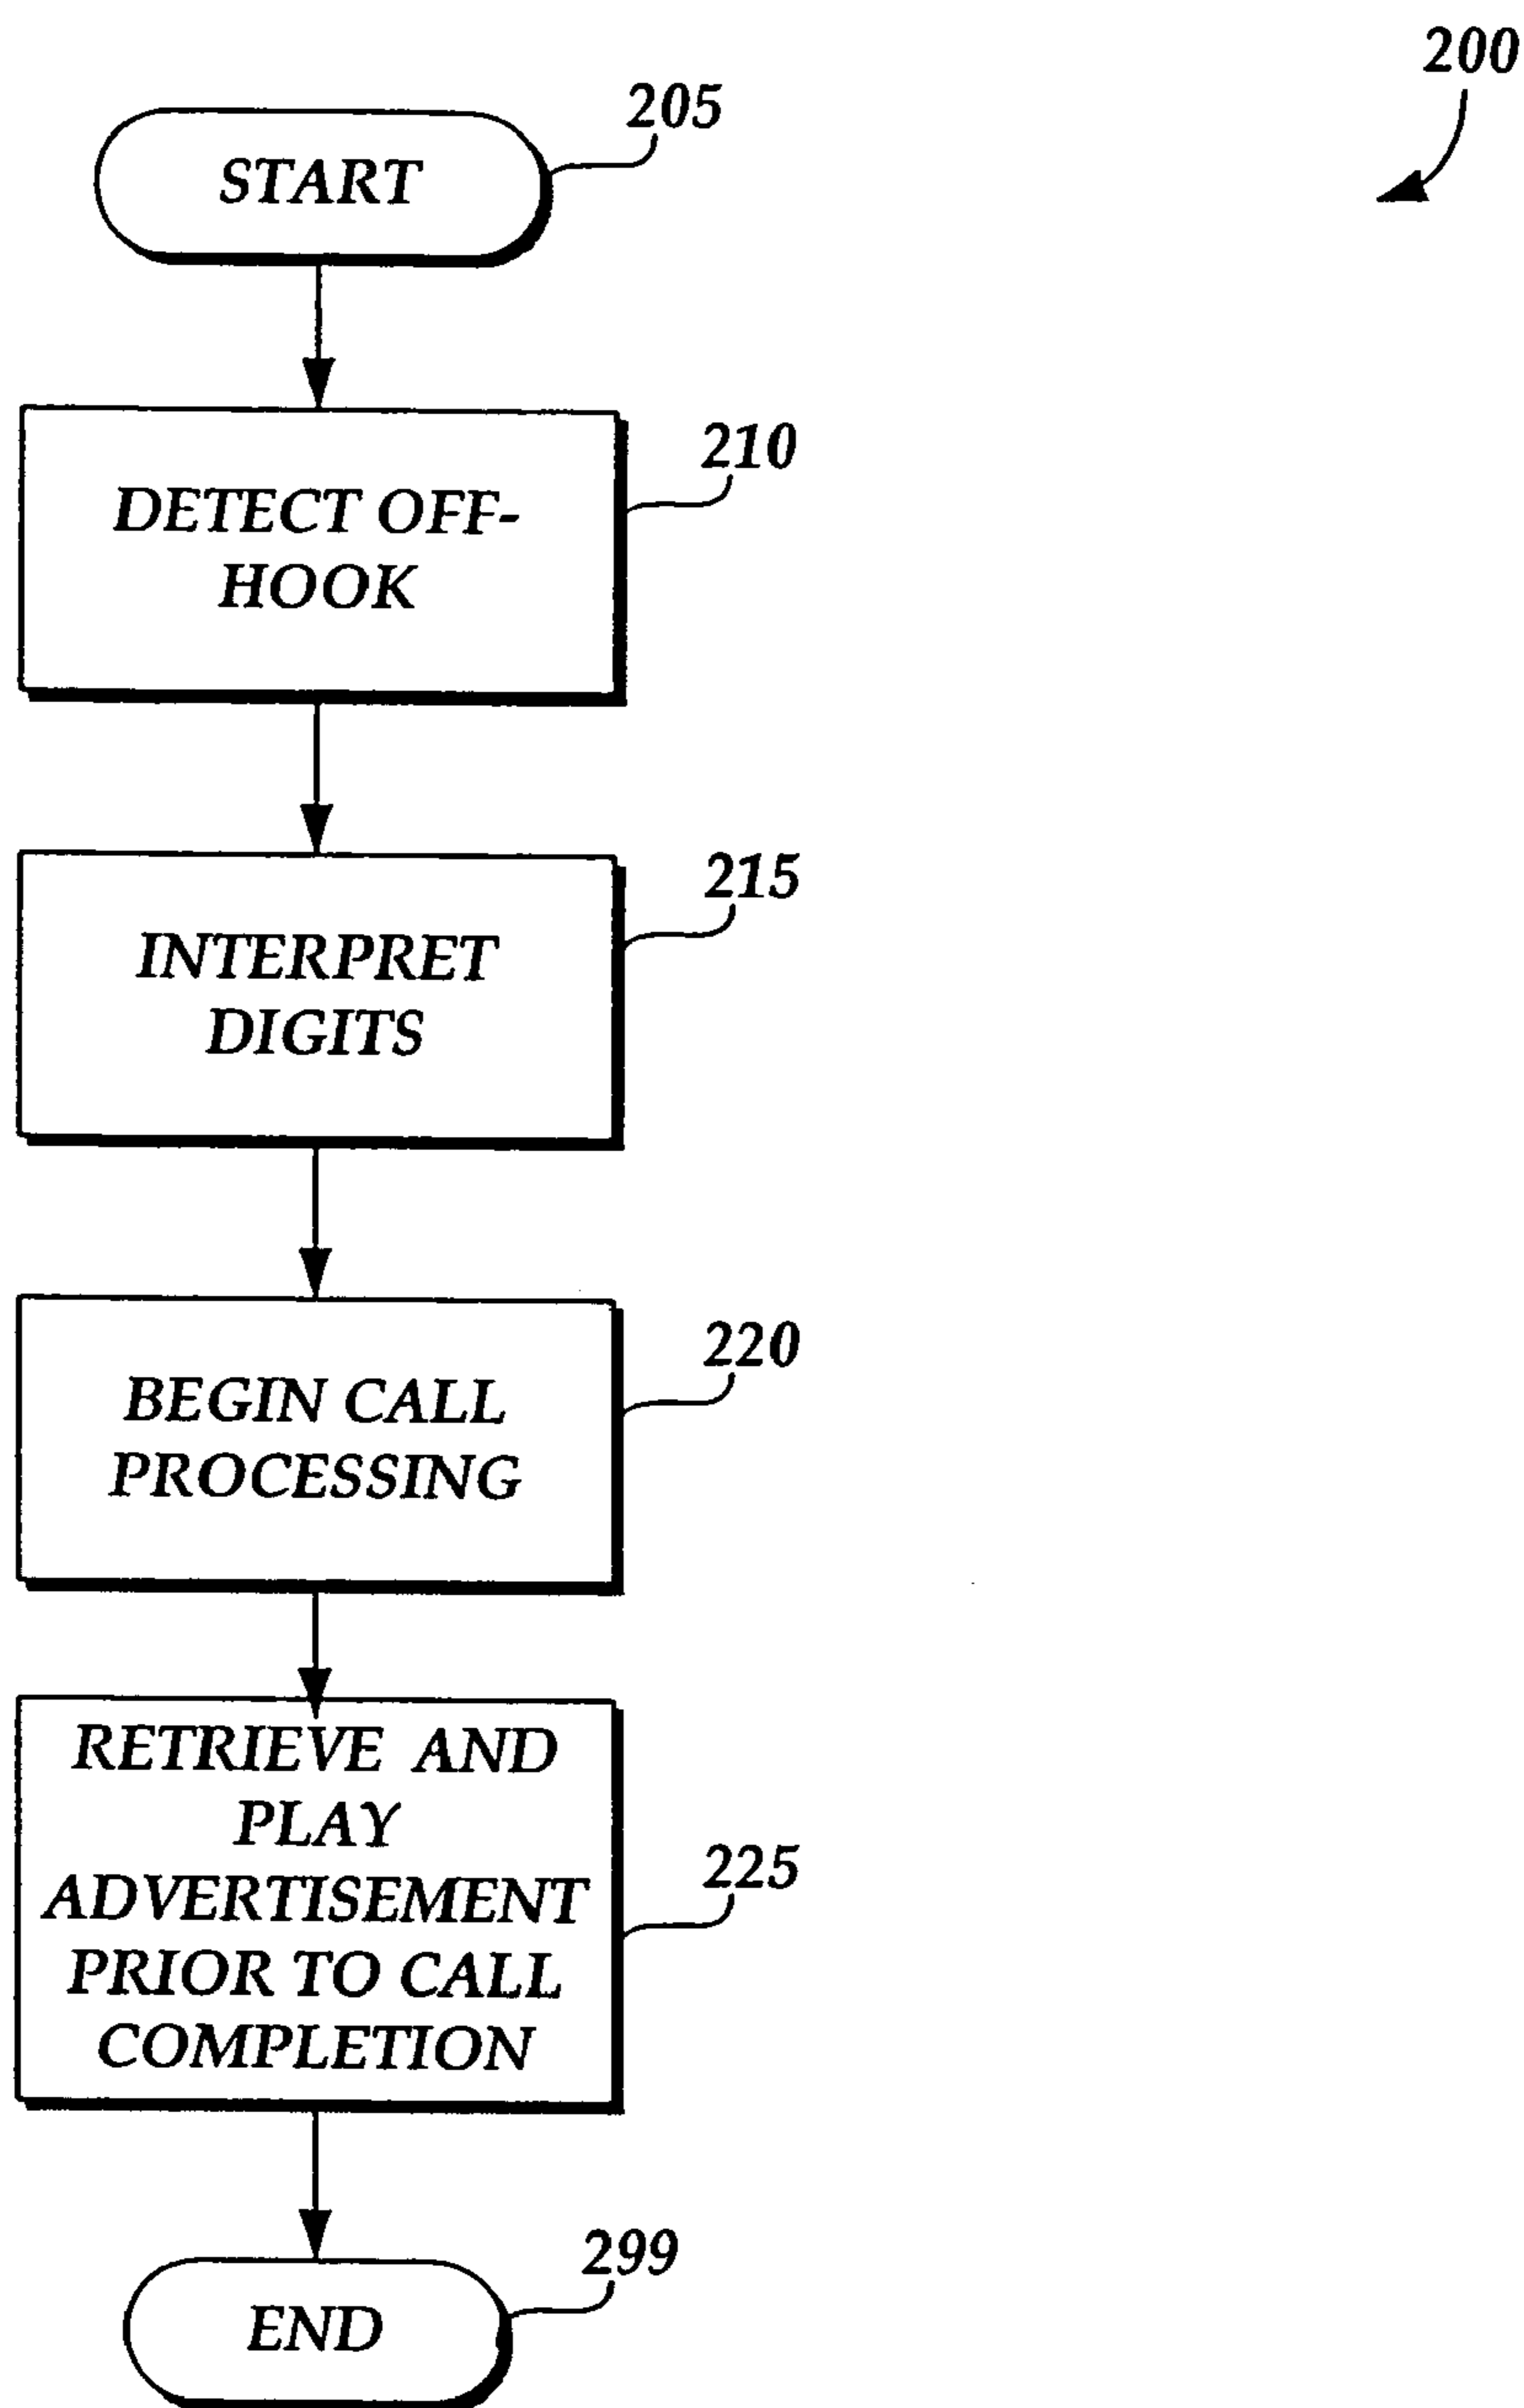 200
205
START
210
DETECT OFF-
HOOK
215
INTERPRET
DIGITS
220
BEGIN CALL
PROCESSING
RETRIEVE AND
PLAY
225
ADVERTISEMENT
PRIOR TO CALL
COMPLETION
299
END